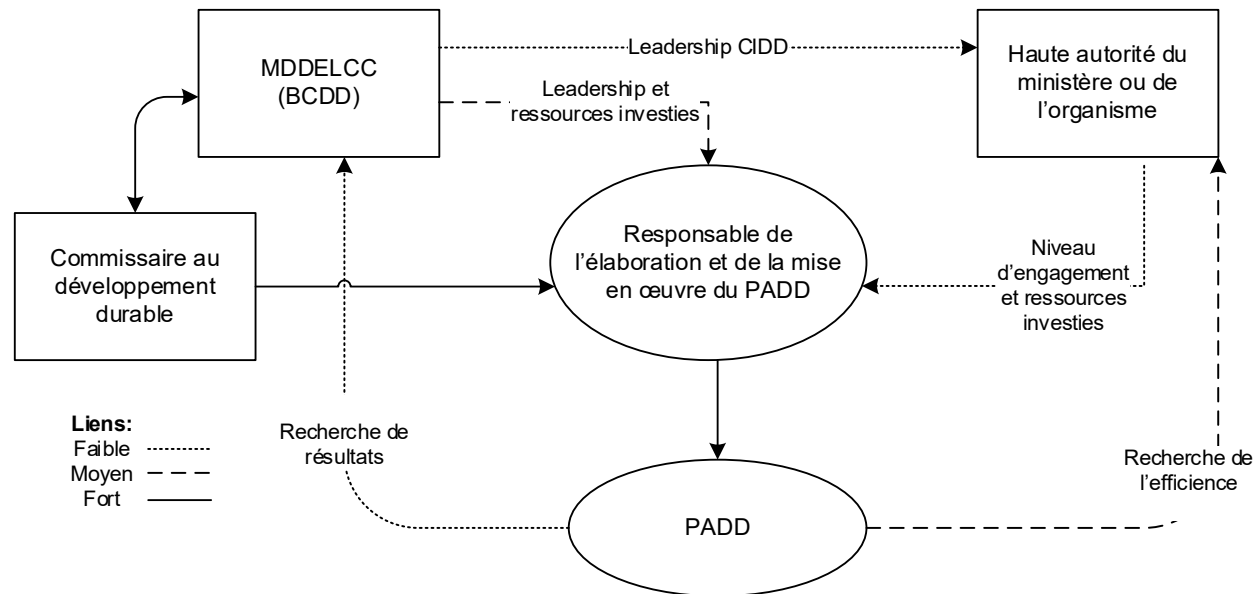 MDDELCC
(BCDD)
Leadership CIDD
Haute autorité du
ministère ou de
l’organisme
Leadership et
ressources investies
Commissaire au
développement
durable
Responsable de
l’élaboration et de la mise
en œuvre du PADD
Niveau
d’engagement
et ressources
investies
Liens:
Faible
Moyen
Fort
Recherche de
résultats
PADD
Recherche de
l’efficience